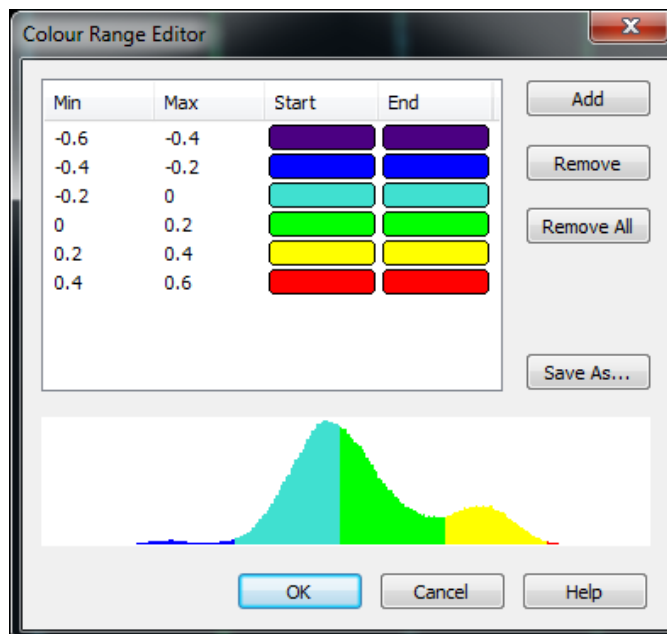 Colour Range Editor
Min Max Start End
-0.6 -0.4
-0.4 -0.2
-0.2 0
0 0.2
0.2 0.4
0.4 0.6
Add
Remove
Remove All
Save As...
OK Cancel Help